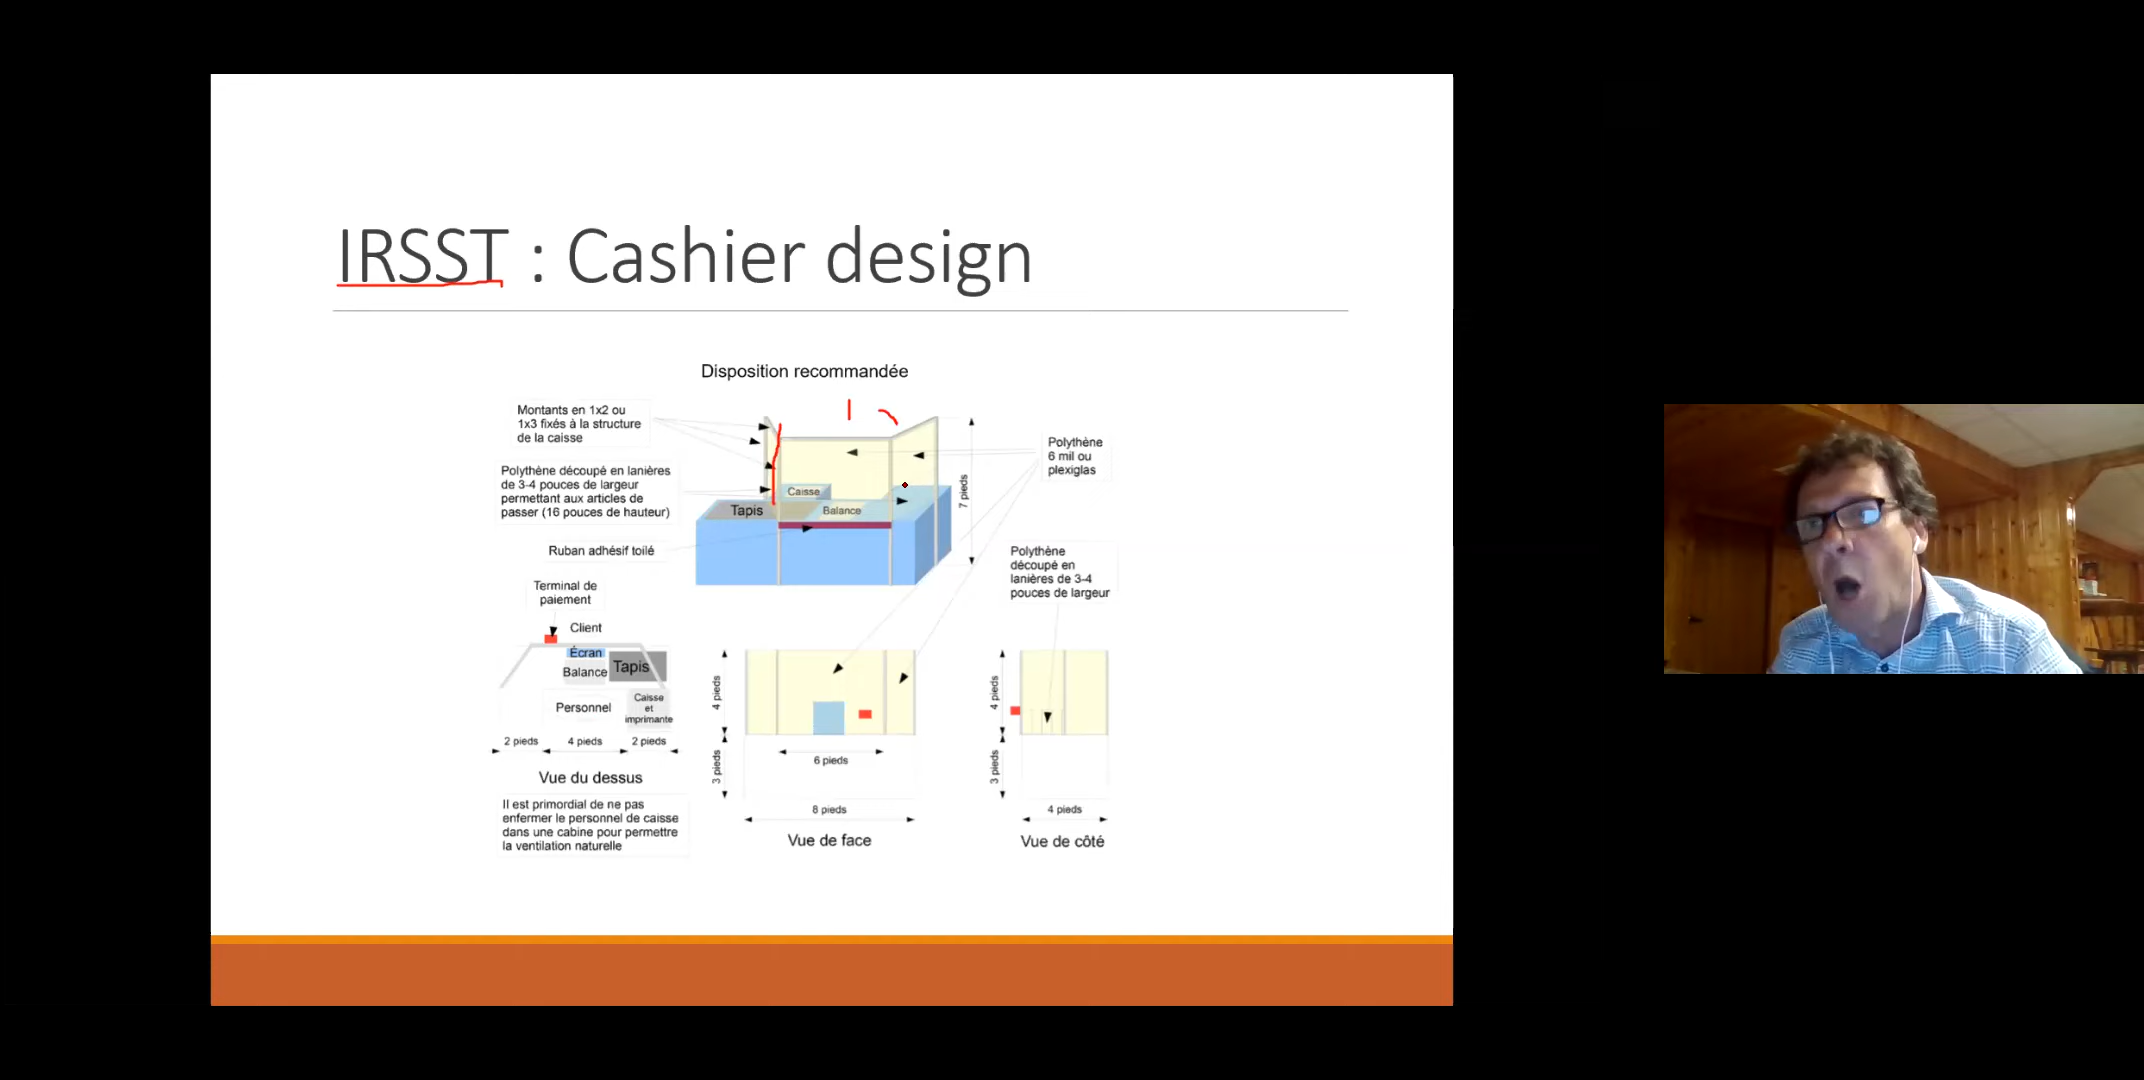 IRSST : Cashier design
Disposition recommandée
Montants en 1x2 ou
1x3 fixés à la structure
de la caisse
Polythène découpé en lanières
de 3-4 pouces de largeur
permettant aux articles de
passer (16 pouces de hauteur)
Ruban adhésif toilé
Caisse
Tapis
Balance
7 pieds
Polythène
6 mil ou
plexiglas
Polythène
découpé en
lanières de 3-4
pouces de largeur
Terminal de
paiement
Client
Écran
Balance
Tapis
Personnel
Caisse
et
imprimante
2 pieds
4 pieds
2 pieds
Vue du dessus
Il est primordial de ne pas
enfermer le personnel de caisse
dans une cabine pour permettre
la ventilation naturelle
4 pieds
3 pieds
6 pieds
8 pieds
Vue de face
4 pieds
3 pieds
4 pieds
Vue de côté